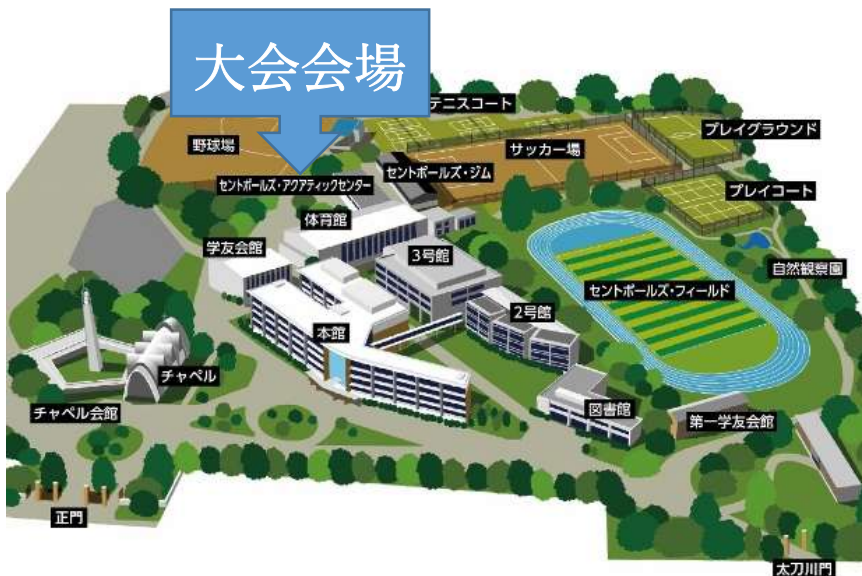 大会会場
テニスコート
プレイグラウンド
野球場
サッカー場
セントポールズ・ジム
セントポールズ・アクアティックセンター
プレイコート
体育館
学友会館
3号館
自然観察園
セントポールズ・フィールド
2号館
本館
チャペル
チャペル会館
図書館
第一学友会館
正門
太刀川門